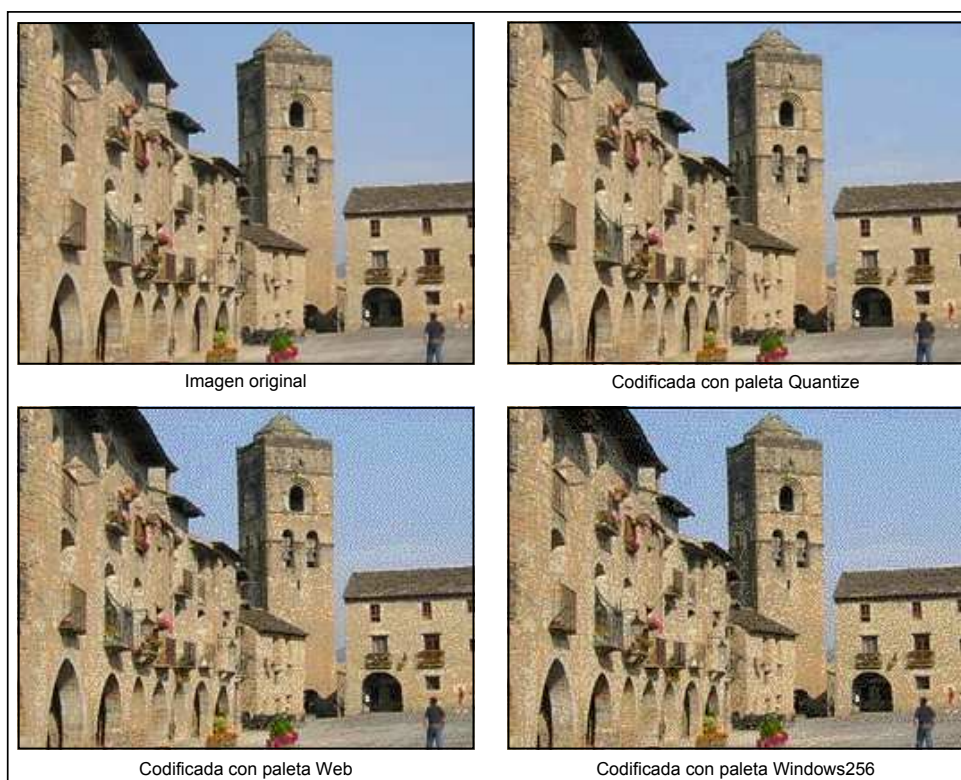 Imagen original
Codificada con paleta Quantize
Codificada con paleta Web
Codificada con paleta Windows256